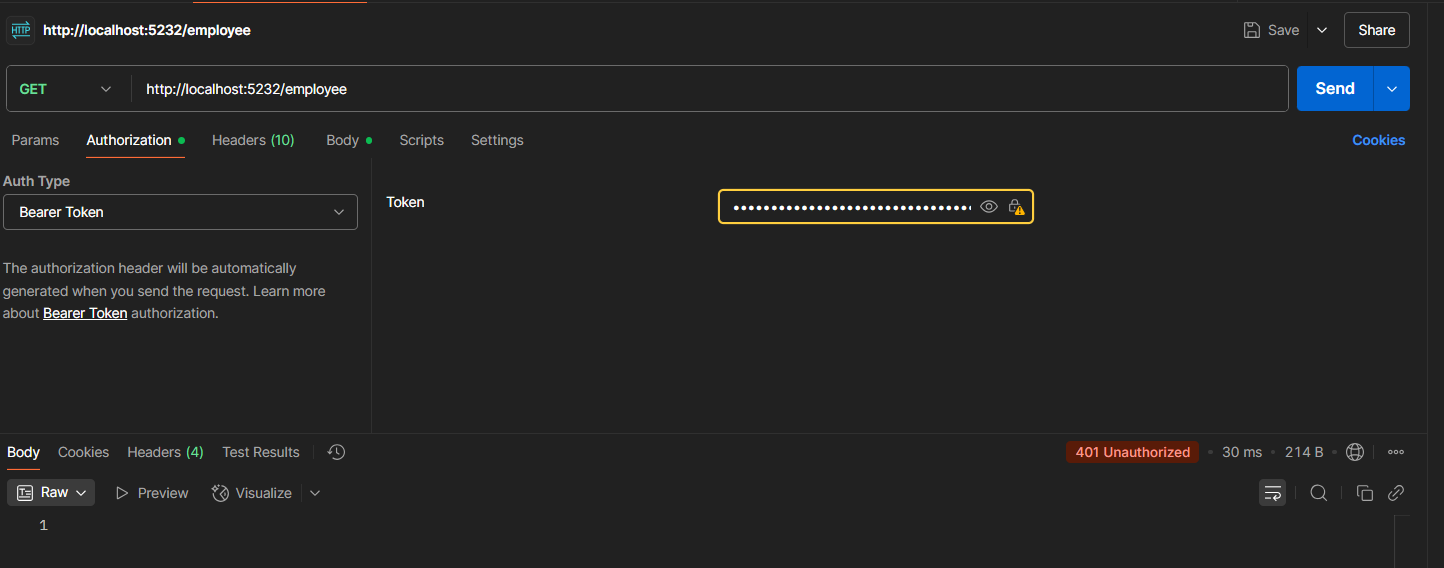 HTTP http://localhost:5232/employee Save Share
GET http://localhost:5232/employee Send
Params Authorization Headers (10) Body Scripts Settings Cookies
Auth Type
Bearer Token
Token ••••••••••••••••••••••••••••••••
The authorization header will be automatically
generated when you send the request. Learn more
about Bearer Token authorization.
Body Cookies Headers (4) Test Results 401 Unauthorized • 30 ms • 214 B •
Raw Preview Visualize
1